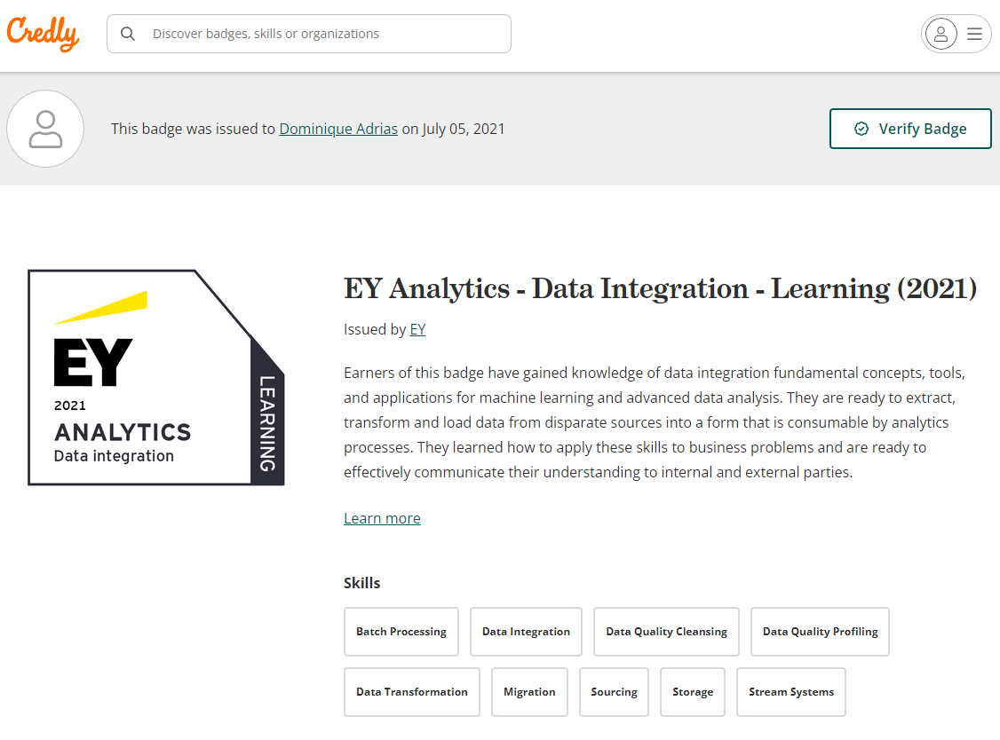 Credly
Discover badges, skills or organizations
This badge was issued to Dominique Adrias on July 05, 2021
Verify Badge
EY
2021
ANALYTICS
Data integration
LEARNING
EY Analytics - Data Integration - Learning (2021)
Issued by EY
Earners of this badge have gained knowledge of data integration fundamental concepts, tools,
and applications for machine learning and advanced data analysis. They are ready to extract,
transform and load data from disparate sources into a form that is consumable by analytics
processes. They learned how to apply these skills to business problems and are ready to
effectively communicate their understanding to internal and external parties.
Learn more
Skills
Batch Processing Data Integration Data Quality Cleansing Data Quality Profiling
Data Transformation Migration Sourcing Storage Stream Systems